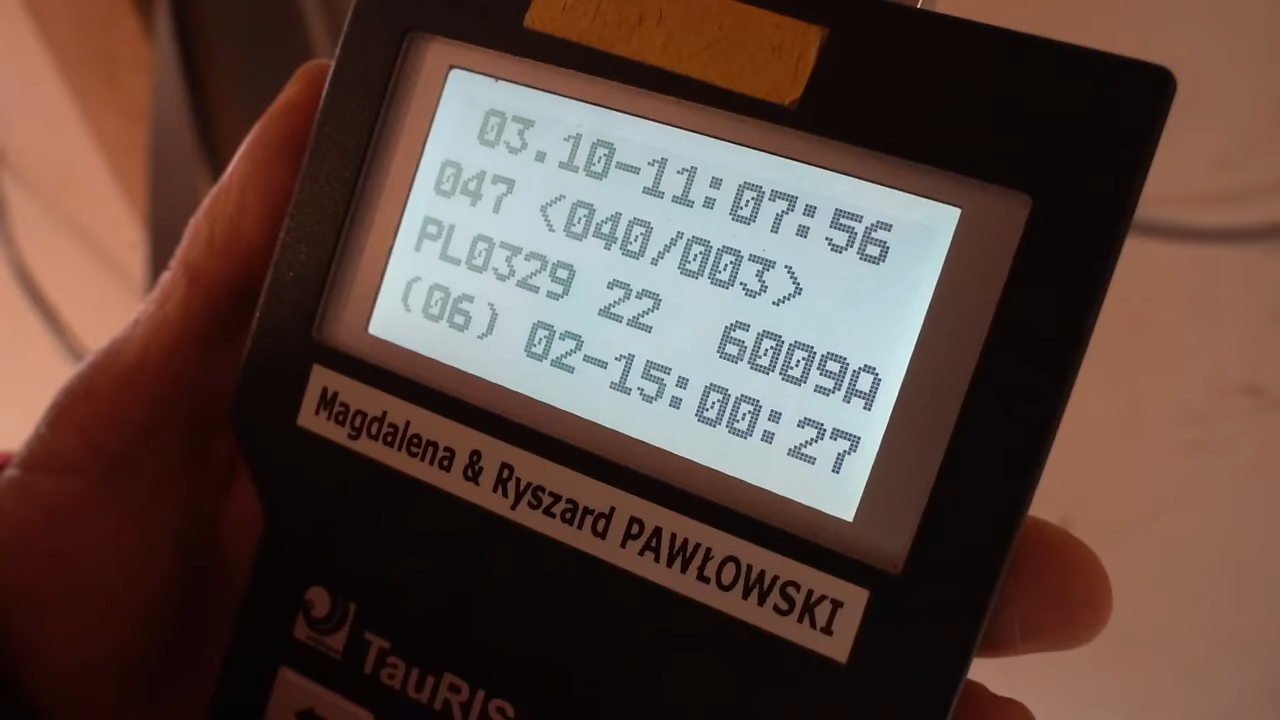 03.10-11:07:56
047 <040/003>
PL0329 22 6009A
(06) 02-15:00:27
Magdalena & Ryszard PAWŁOWSKI
TauRIS